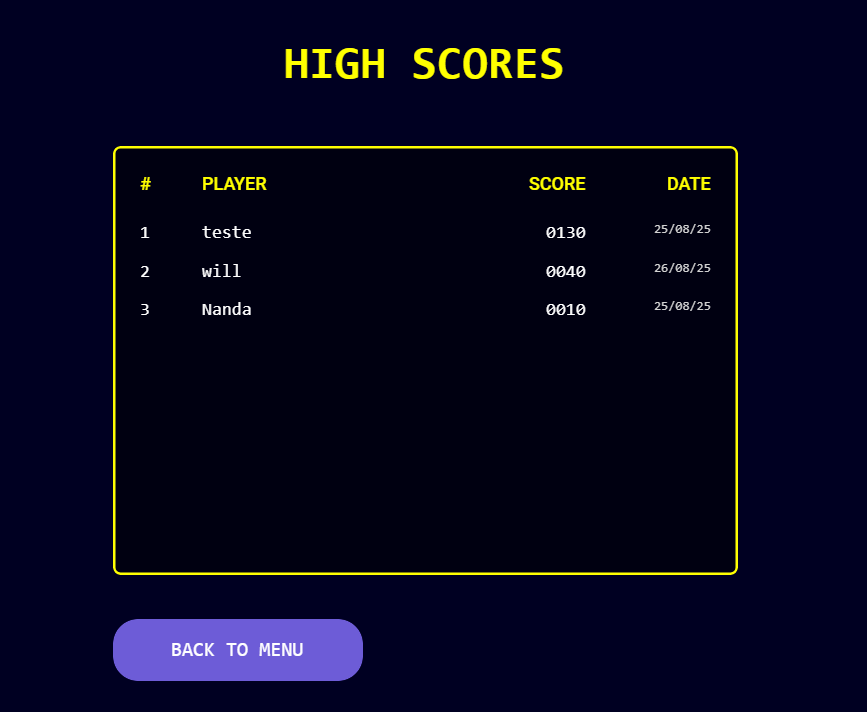 HIGH SCORES
# PLAYER SCORE DATE
1 teste 0130 25/08/25
2 will 0040 26/08/25
3 Nanda 0010 25/08/25
BACK TO MENU